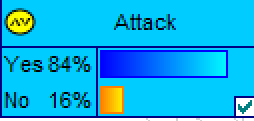 Attack
Yes 84%
No 16%